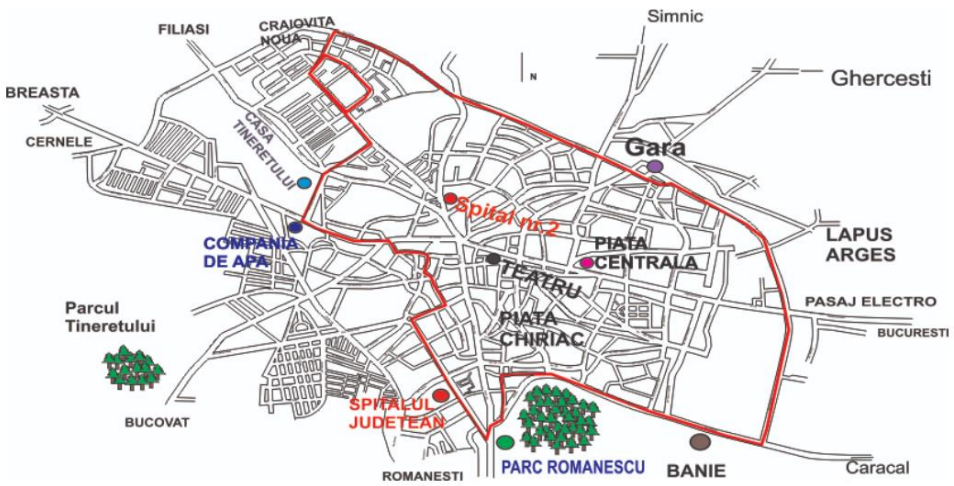 Simnic
CRAIOVITA
NOUA
FILIASI
N
Ghercesti
BREASTA
CASA
TINERETULUI
CERNELE
Gara
Spital nr.2
COMPANIA
DE APA
PIATA
CENTRALA
LAPUS
ARGES
TEATRU
Parcul
Tineretului
PASAJ ELECTRO
PIATA
CHIRIAC
BUCURESTI
SPITALUL
JUDETEAN
BUCOVAT
ROMANESTI
PARC ROMANESCU
BANIE
Caracal